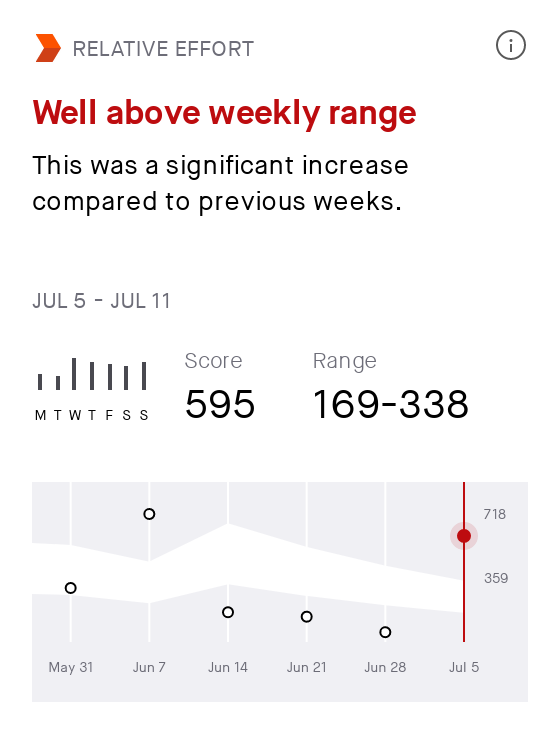 RELATIVE EFFORT
Well above weekly range
This was a significant increase
compared to previous weeks.
JUL 5 - JUL 11
Score Range
595 169-338
M T W T F S S
718
359
May 31 Jun 7 Jun 14 Jun 21 Jun 28 Jul 5